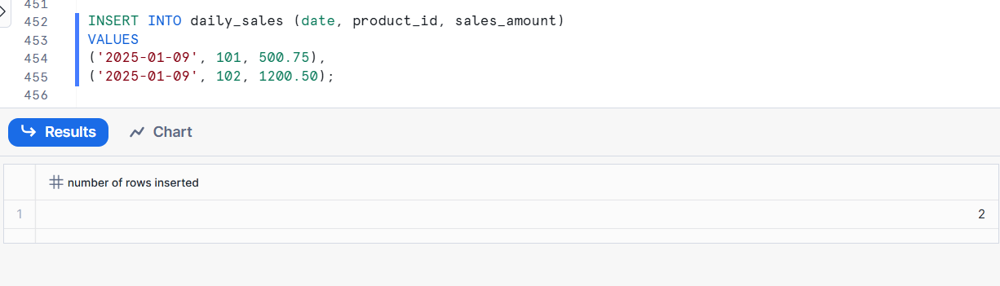 451
452 INSERT INTO daily_sales (date, product_id, sales_amount)
453 VALUES
454 ('2025-01-09', 101, 500.75),
455 ('2025-01-09', 102, 1200.50);
456
Results Chart
number of rows inserted
1 2